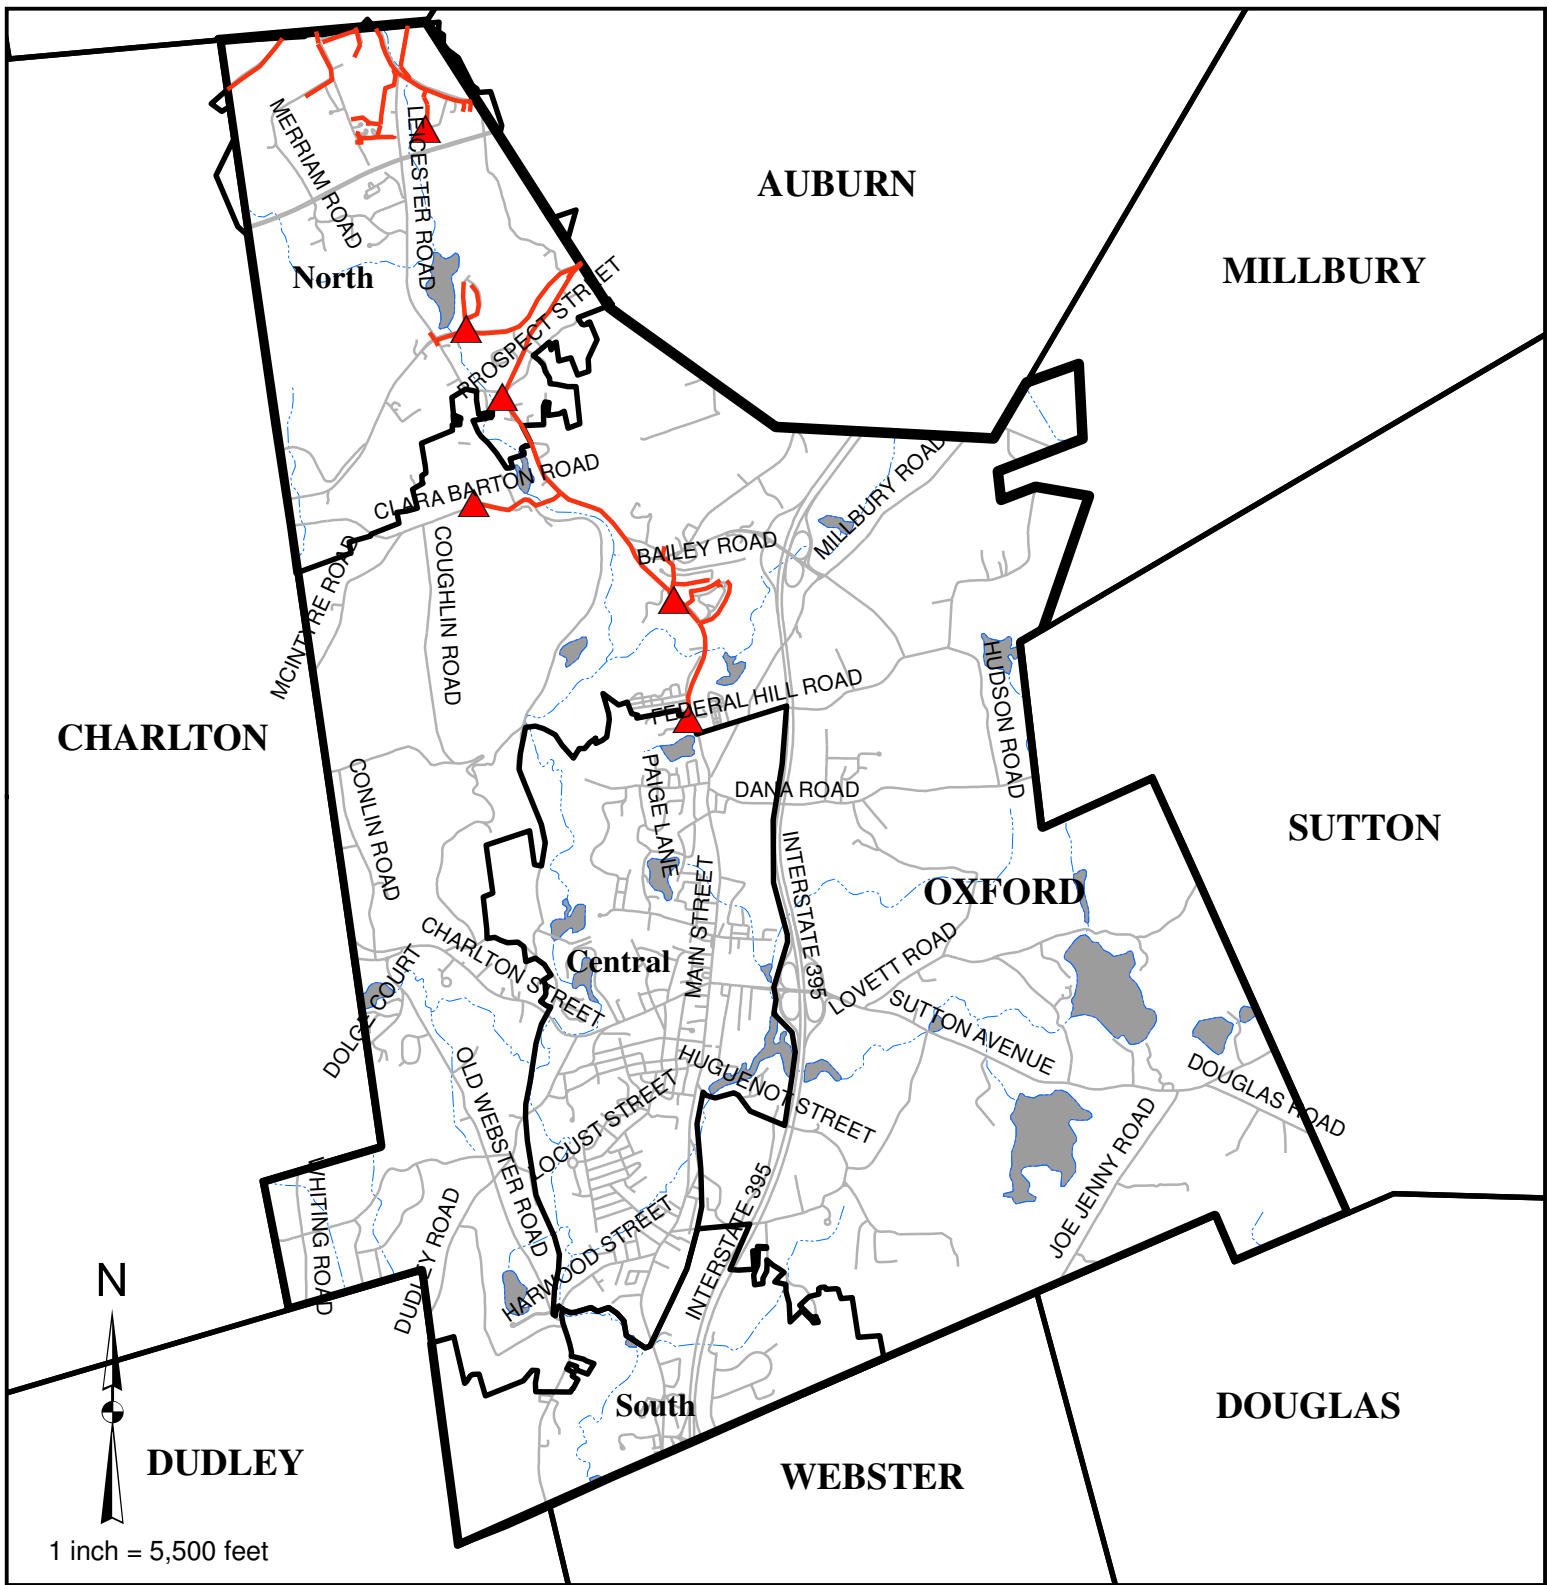 AUBURN
MERRIAM ROAD
LEICESTER ROAD
MILLBURY
North
PROSPECT STREET
CLARA BARTON ROAD
MILLBURY ROAD
BAILEY ROAD
COUGHLIN ROAD
MCINTYRE ROAD
HUDSON ROAD
FEDERAL HILL ROAD
CHARLTON
PAIGE LANE
DANA ROAD
CONLIN ROAD
SUTTON
INTERSTATE 395
MAIN STREET
OXFORD
CHARLTON STREET
Central
LOVETT ROAD
DOLGE COURT
SUTTON AVENUE
OLD WEBSTER ROAD
HUGUENOT STREET
DOUGLAS ROAD
LOCUST STREET
JOE JENNY ROAD
WHITING ROAD
DUDLEY ROAD
HARWOOD STREET
INTERSTATE 395
N
South
DOUGLAS
DUDLEY
WEBSTER
1 inch = 5,500 feet